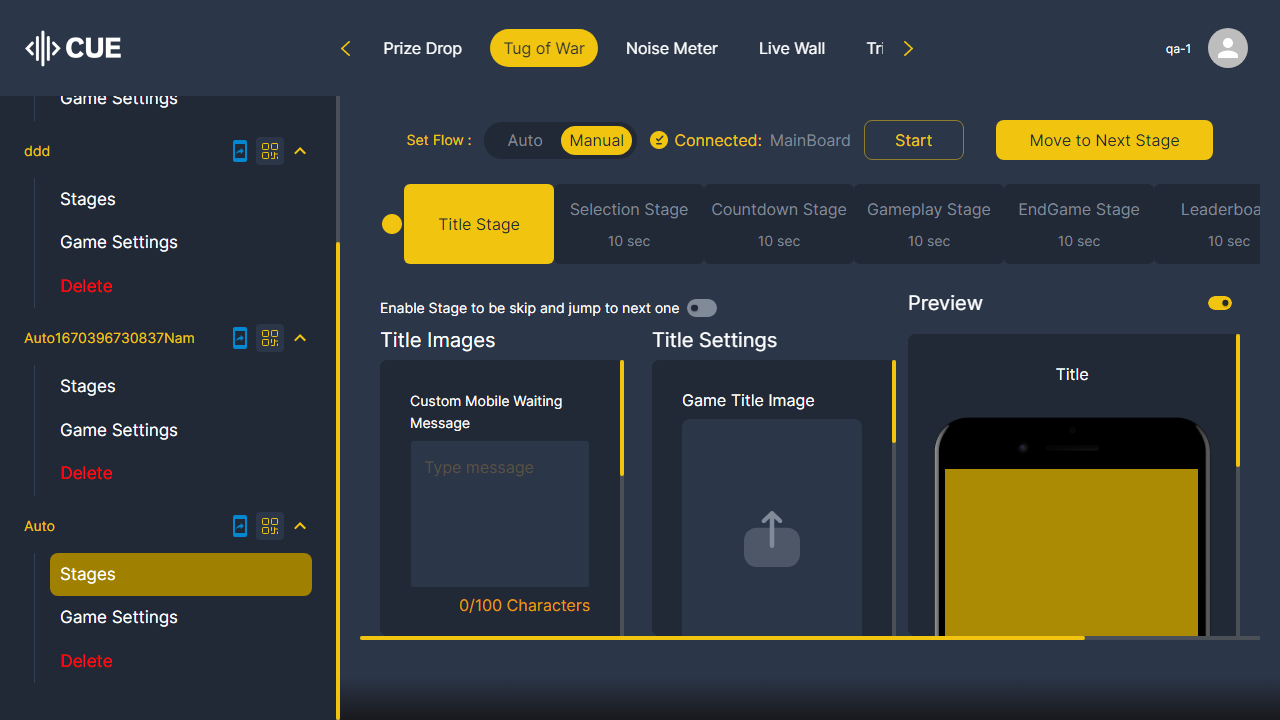 CUE
Prize Drop
Tug of War
Noise Meter
Live Wall
Tri
qa-1
Game Settings
ddd
Stages
Game Settings
Delete
Auto1670396730837Nam
Stages
Game Settings
Delete
Auto
Stages
Game Settings
Delete
Set Flow :
Auto
Manual
Connected:
MainBoard
Start
Move to Next Stage
Title Stage
Selection Stage
10 sec
Countdown Stage
10 sec
Gameplay Stage
10 sec
EndGame Stage
10 sec
Leaderboa
10 sec
Enable Stage to be skip and jump to next one
Title Images
Custom Mobile Waiting
Message
Type message
0/100 Characters
Title Settings
Game Title Image
Preview
Title